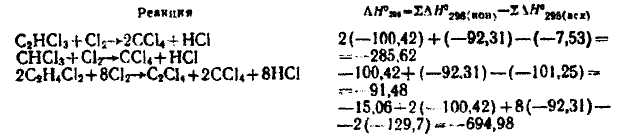 Реакция
ΔH°₂₉₈=ΣΔH°₂₉₈(кон)—ΣΔH°₂₉₈(исх)
C₂HCl₃+Cl₂→2CCl₄+HCl
2(−100,42)+(−92,31)−(−7,53)=
=−285,62
CHCl₃+Cl₂→CCl₄+HCl
−100,42+(−92,31)−(−101,25)=
=−91,48
2C₂H₄Cl₂+8Cl₂→C₂Cl₄+2CCl₄+8HCl
−15,06+2(−100,42)+8(−92,31)−
−2(−129,7)=−694,98